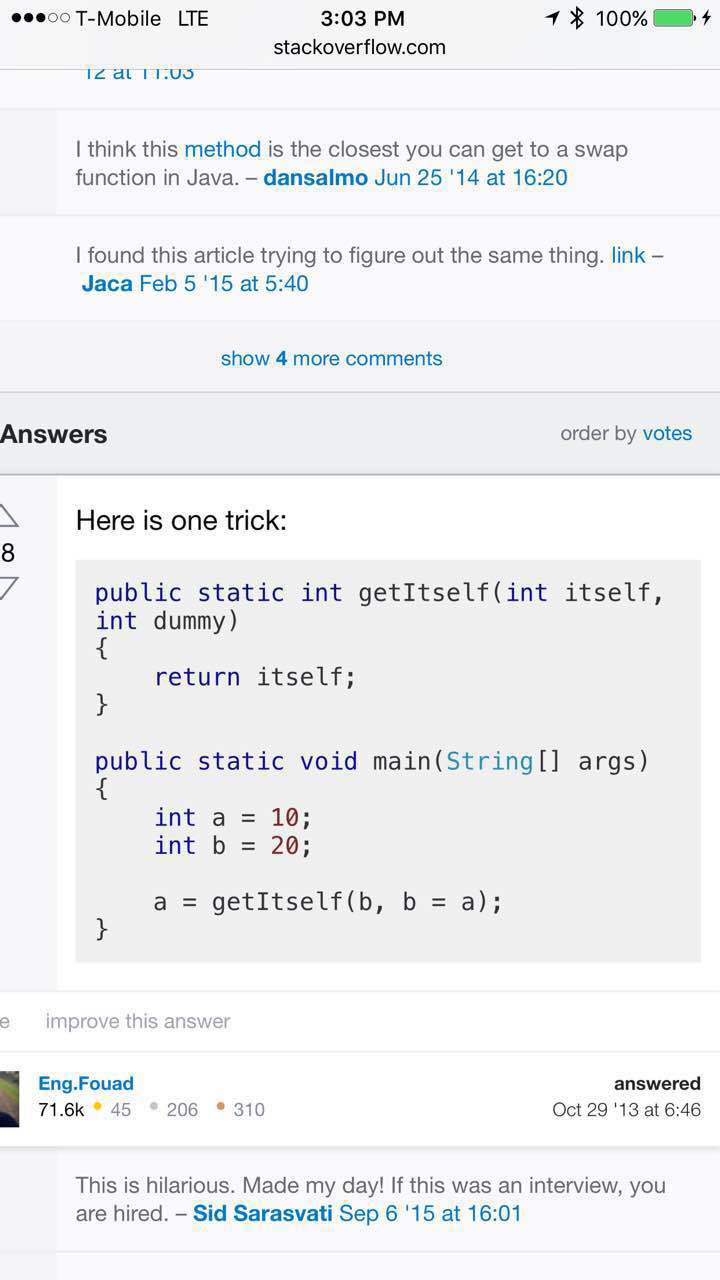 T-Mobile LTE 3:03 PM 100%
stackoverflow.com
12 at 11:03
I think this method is the closest you can get to a swap
function in Java. – dansalmo Jun 25 '14 at 16:20
I found this article trying to figure out the same thing. link –
Jaca Feb 5 '15 at 5:40
show 4 more comments
Answers order by votes
8
Here is one trick:
public static int getItself(int itself,
int dummy)
{
    return itself;
}
public static void main(String[] args)
{
    int a = 10;
    int b = 20;
    a = getItself(b, b = a);
}
e improve this answer
Eng.Fouad answered
71.6k 45 206 310 Oct 29 '13 at 6:46
This is hilarious. Made my day! If this was an interview, you
are hired. – Sid Sarasvati Sep 6 '15 at 16:01